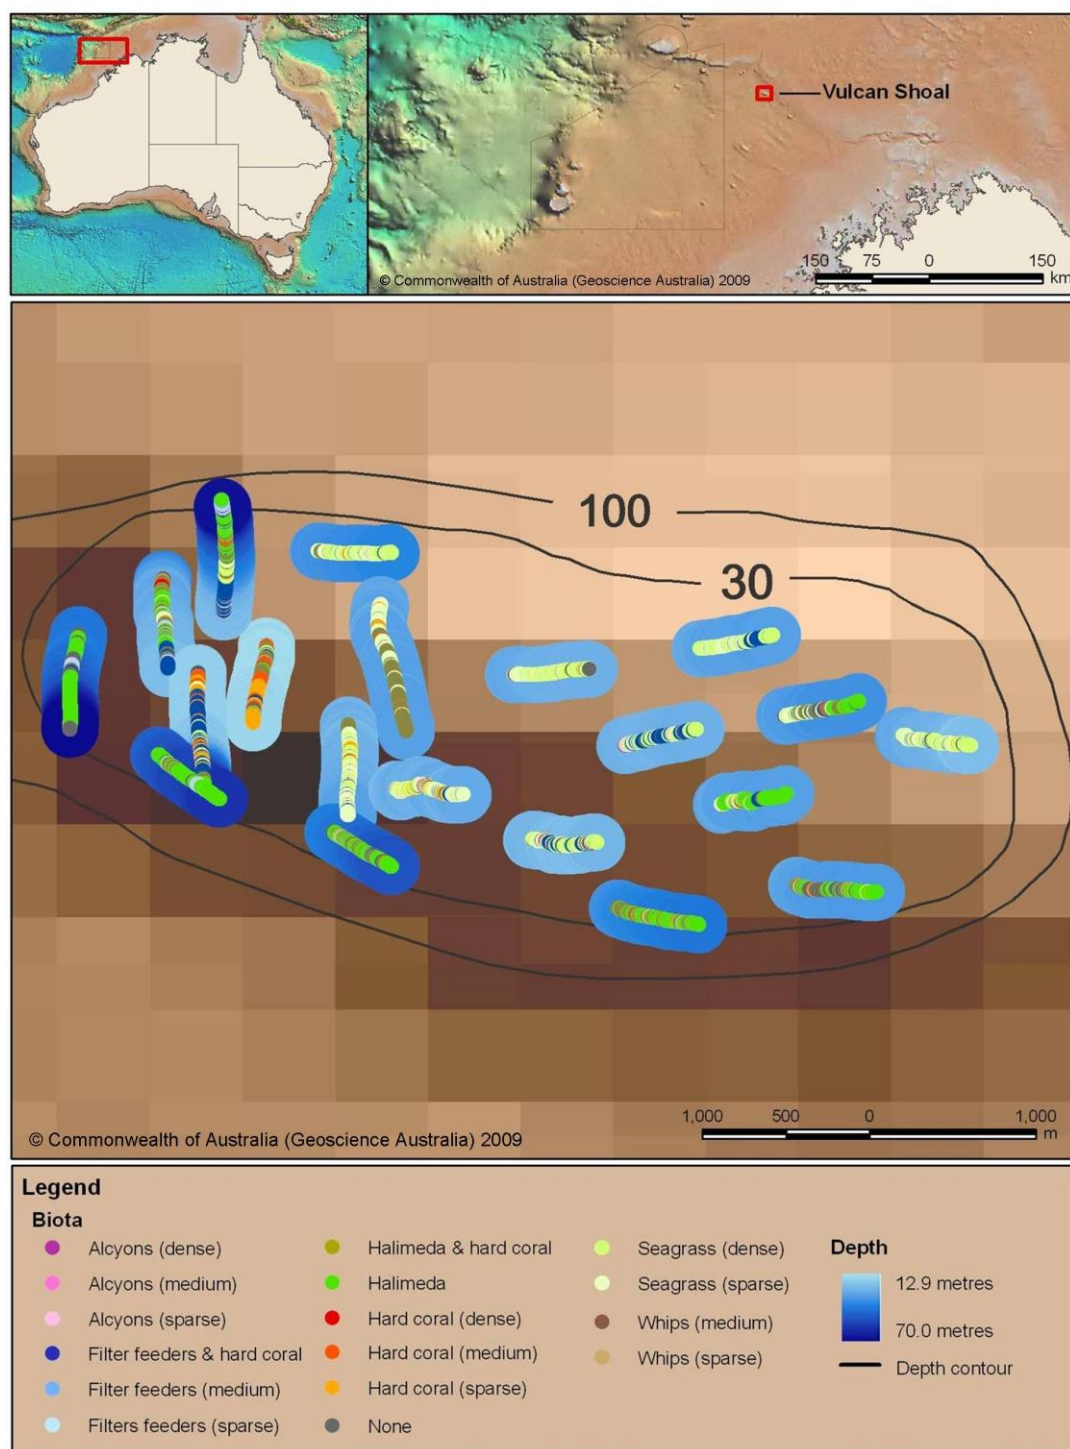 Vulcan Shoal
150 75 0 150
km
© Commonwealth of Australia (Geoscience Australia) 2009
100
30
1,000 500 0 1,000
m
© Commonwealth of Australia (Geoscience Australia) 2009
Legend
Biota
Alcyons (dense)
Alcyons (medium)
Alcyons (sparse)
Filter feeders & hard coral
Filter feeders (medium)
Filters feeders (sparse)
Halimeda & hard coral
Halimeda
Hard coral (dense)
Hard coral (medium)
Hard coral (sparse)
None
Seagrass (dense)
Seagrass (sparse)
Whips (medium)
Whips (sparse)
Depth
12.9 metres
70.0 metres
Depth contour